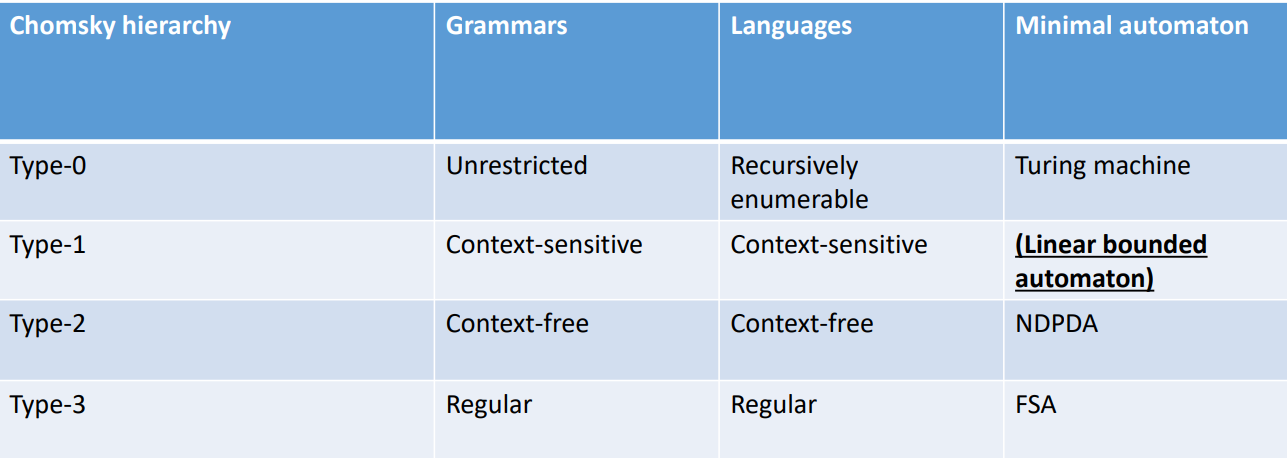 Chomsky hierarchy Grammars Languages Minimal automaton
Type-0 Unrestricted Recursively enumerable Turing machine
Type-1 Context-sensitive Context-sensitive (Linear bounded automaton)
Type-2 Context-free Context-free NDPDA
Type-3 Regular Regular FSA